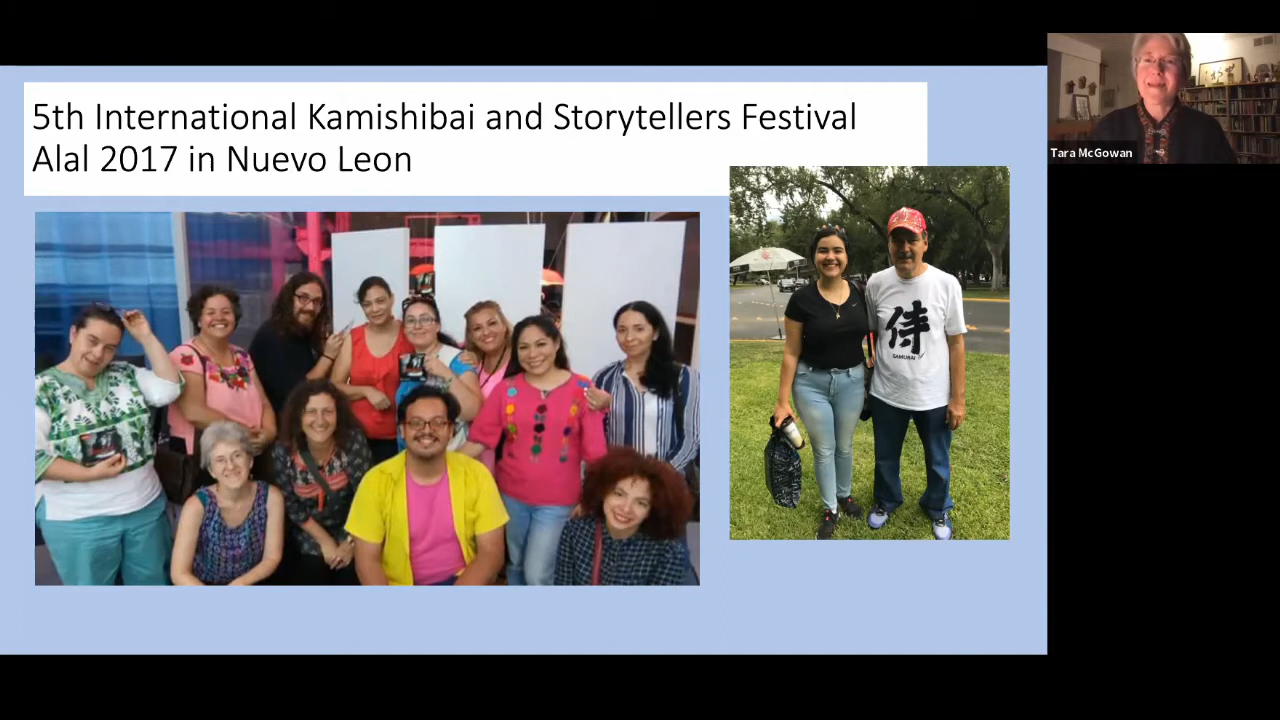 5th International Kamishibai and Storytellers Festival
Alal 2017 in Nuevo Leon
Tara McGowan
侍
SAMURAI